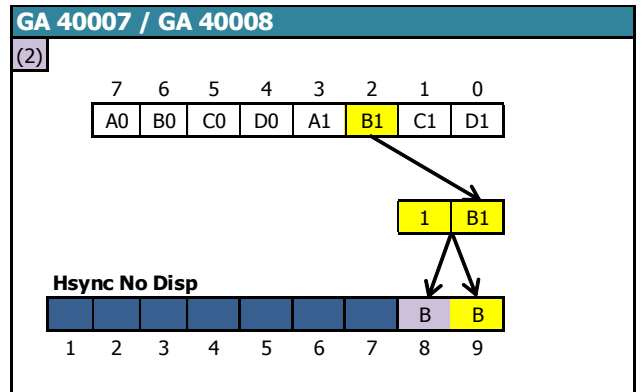 GA 40007 / GA 40008
(2)
7 6 5 4 3 2 1 0
A0 B0 C0 D0 A1 B1 C1 D1
1 B1
Hsync No Disp
B B
1 2 3 4 5 6 7 8 9